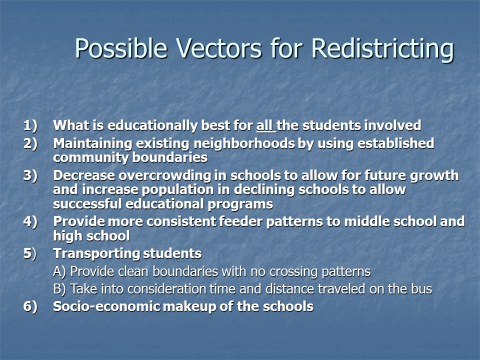 Possible Vectors for Redistricting
1) What is educationally best for all the students involved
2) Maintaining existing neighborhoods by using established
community boundaries
3) Decrease overcrowding in schools to allow for future growth
and increase population in declining schools to allow
successful educational programs
4) Provide more consistent feeder patterns to middle school and
high school
5) Transporting students
A) Provide clean boundaries with no crossing patterns
B) Take into consideration time and distance traveled on the bus
6) Socio-economic makeup of the schools